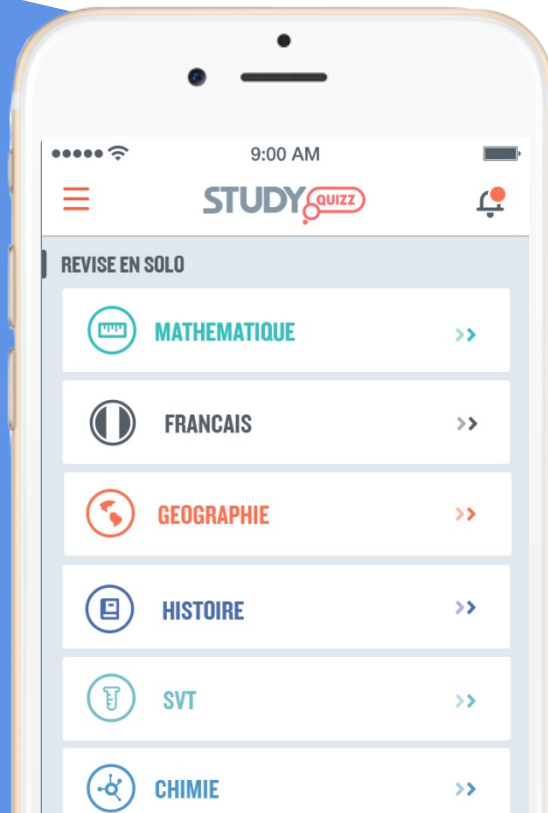 9:00 AM
STUDY QUIZZ
REVISE EN SOLO
MATHEMATIQUE
FRANCAIS
GEOGRAPHIE
HISTOIRE
SVT
CHIMIE